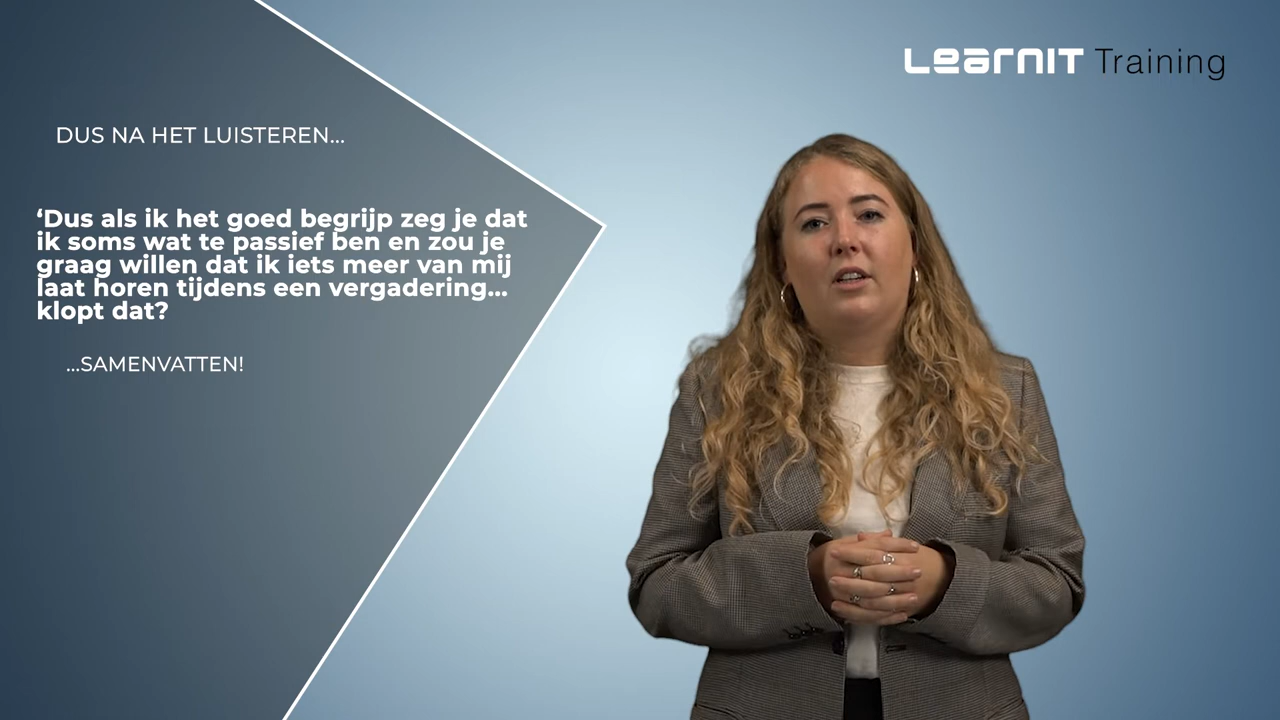 LearnIT Training
DUS NA HET LUISTEREN...
‘Dus als ik het goed begrijp zeg je dat
ik soms wat te passief ben en zou je
graag willen dat ik iets meer van mij
laat horen tijdens een vergadering...
klopt dat?
...SAMENVATTEN!